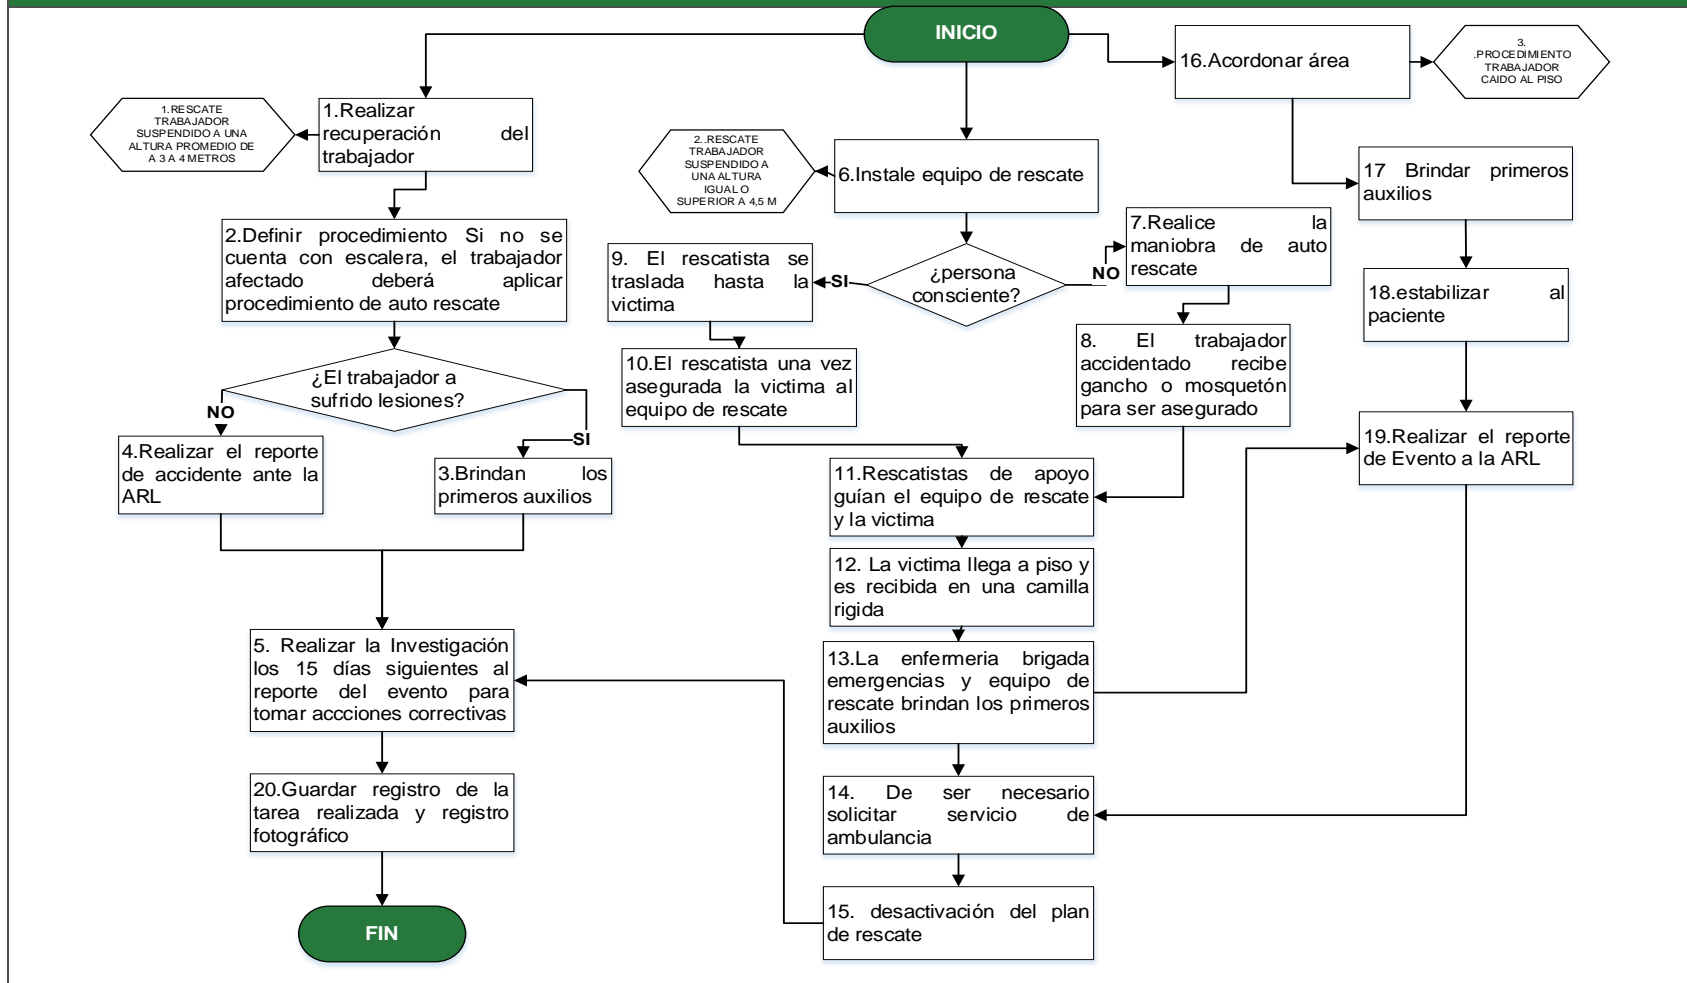 INICIO
16.Acordonar área
3.
.PROCEDIMIENTO
TRABAJADOR
CAIDO AL PISO
1.RESCATE
TRABAJADOR
SUSPENDIDO A UNA
ALTURA PROMEDIO DE
A 3 A 4 METROS
1.Realizar
recuperación del
trabajador
2..RESCATE
TRABAJADOR
SUSPENDIDO A
UNA ALTURA
IGUAL O
SUPERIOR A 4,5 M
6.Instale equipo de rescate
17 Brindar primeros
auxilios
2.Definir procedimiento Si no se
cuenta con escalera, el trabajador
afectado deberá aplicar
procedimiento de auto rescate
9. El rescatista se
traslada hasta la
victima
SI
¿persona
consciente?
NO
7.Realice la
maniobra de auto
rescate
18.estabilizar al
paciente
8. El trabajador
accidentado recibe
gancho o mosquetón
para ser asegurado
10.El rescatista una vez
asegurada la victima al
equipo de rescate
¿El trabajador a
sufrido lesiones?
NO
SI
4.Realizar el reporte
de accidente ante la
ARL
3.Brindan los
primeros auxilios
11.Rescatistas de apoyo
guían el equipo de rescate
y la victima
19.Realizar el reporte
de Evento a la ARL
12. La victima llega a piso y
es recibida en una camilla
rigida
5. Realizar la Investigación
los 15 días siguientes al
reporte del evento para
tomar accciones correctivas
13.La enfermeria brigada
emergencias y equipo de
rescate brindan los primeros
auxilios
20.Guardar registro de la
tarea realizada y registro
fotográfico
14. De ser necesario
solicitar servicio de
ambulancia
15. desactivación del plan
de rescate
FIN